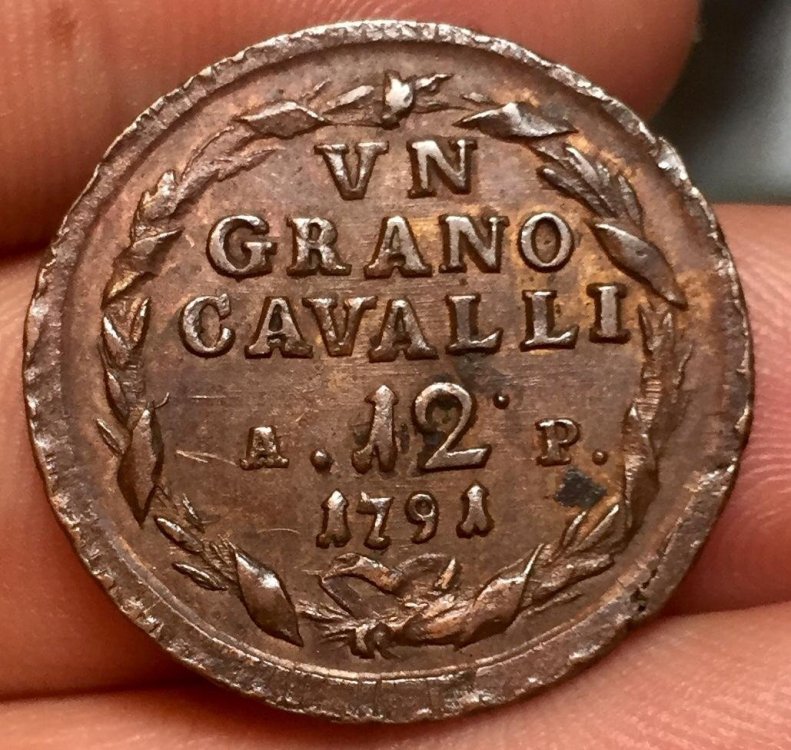 VN
GRANO
CAVALLI
A . 12 . P.
1791